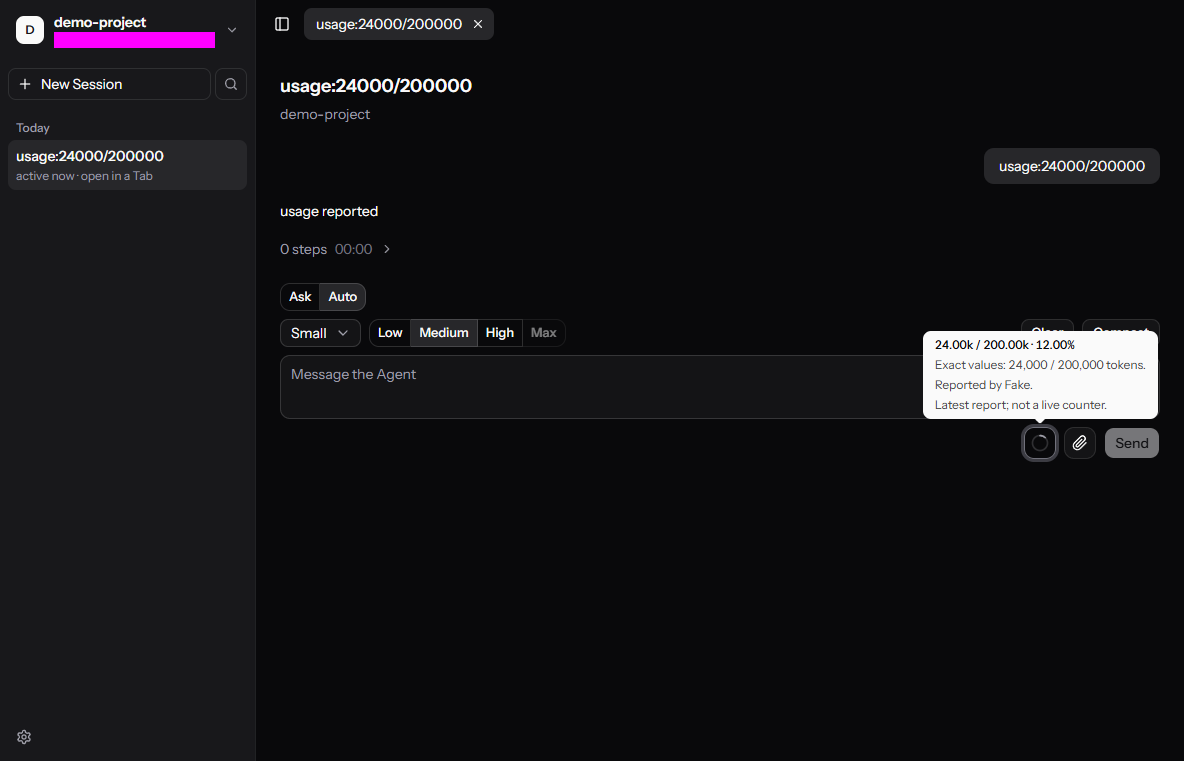 D
demo-project
New Session
Today
usage:24000/200000
active now · open in a Tab
usage:24000/200000
usage:24000/200000
demo-project
usage:24000/200000
usage reported
0 steps 00:00
Ask Auto
Small Low Medium High Max
24.00k / 200.00k · 12.00%
Exact values: 24,000 / 200,000 tokens.
Reported by Fake.
Latest report; not a live counter.
Message the Agent
Send